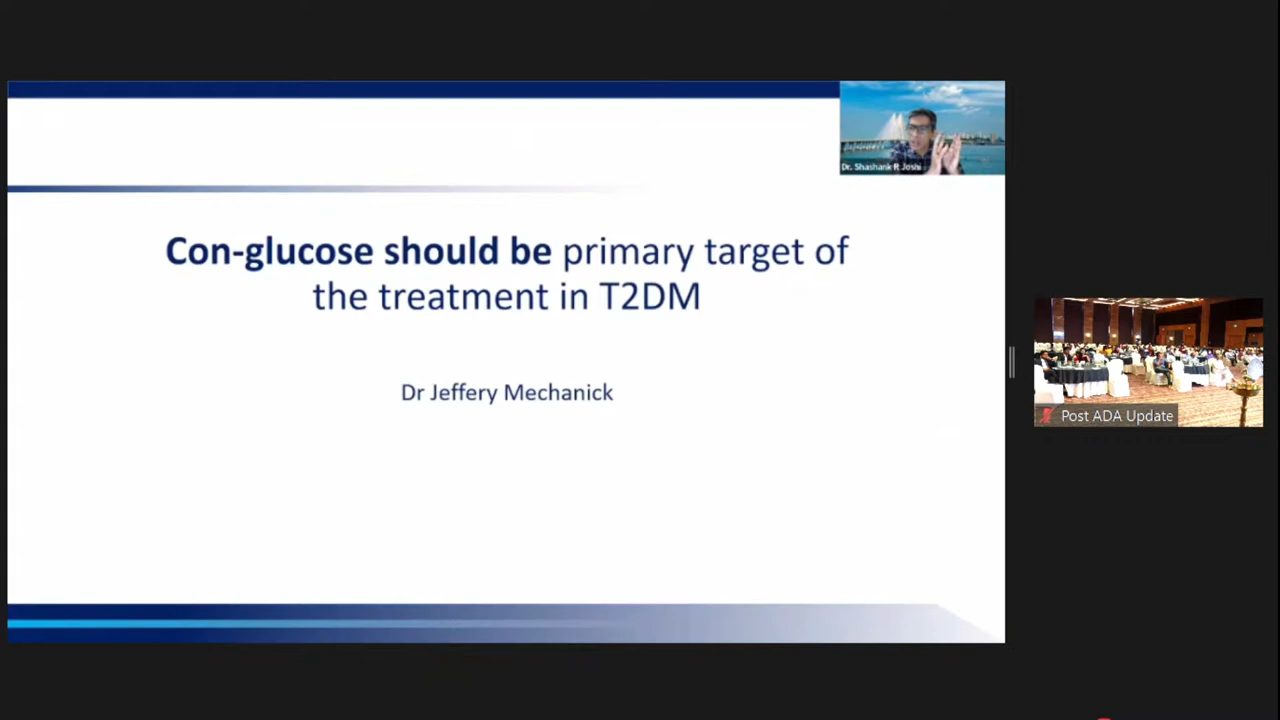 Dr. Shashank R Joshi
Con-glucose should be primary target of
the treatment in T2DM
Dr Jeffery Mechanick
Post ADA Update